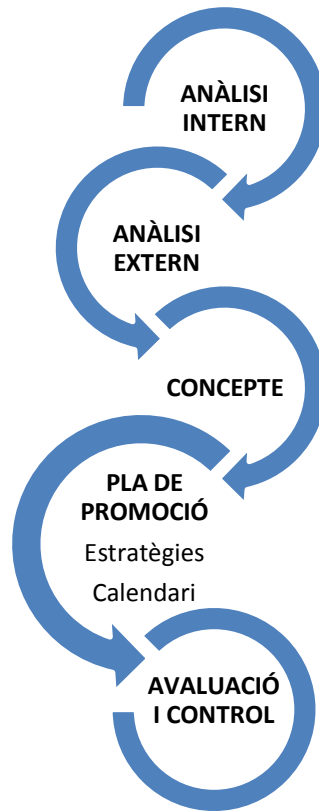 ANÀLISI
INTERN
ANÀLISI
EXTERN
CONCEPTE
PLA DE
PROMOCIÓ
Estratègies
Calendari
AVALUACIÓ
I CONTROL